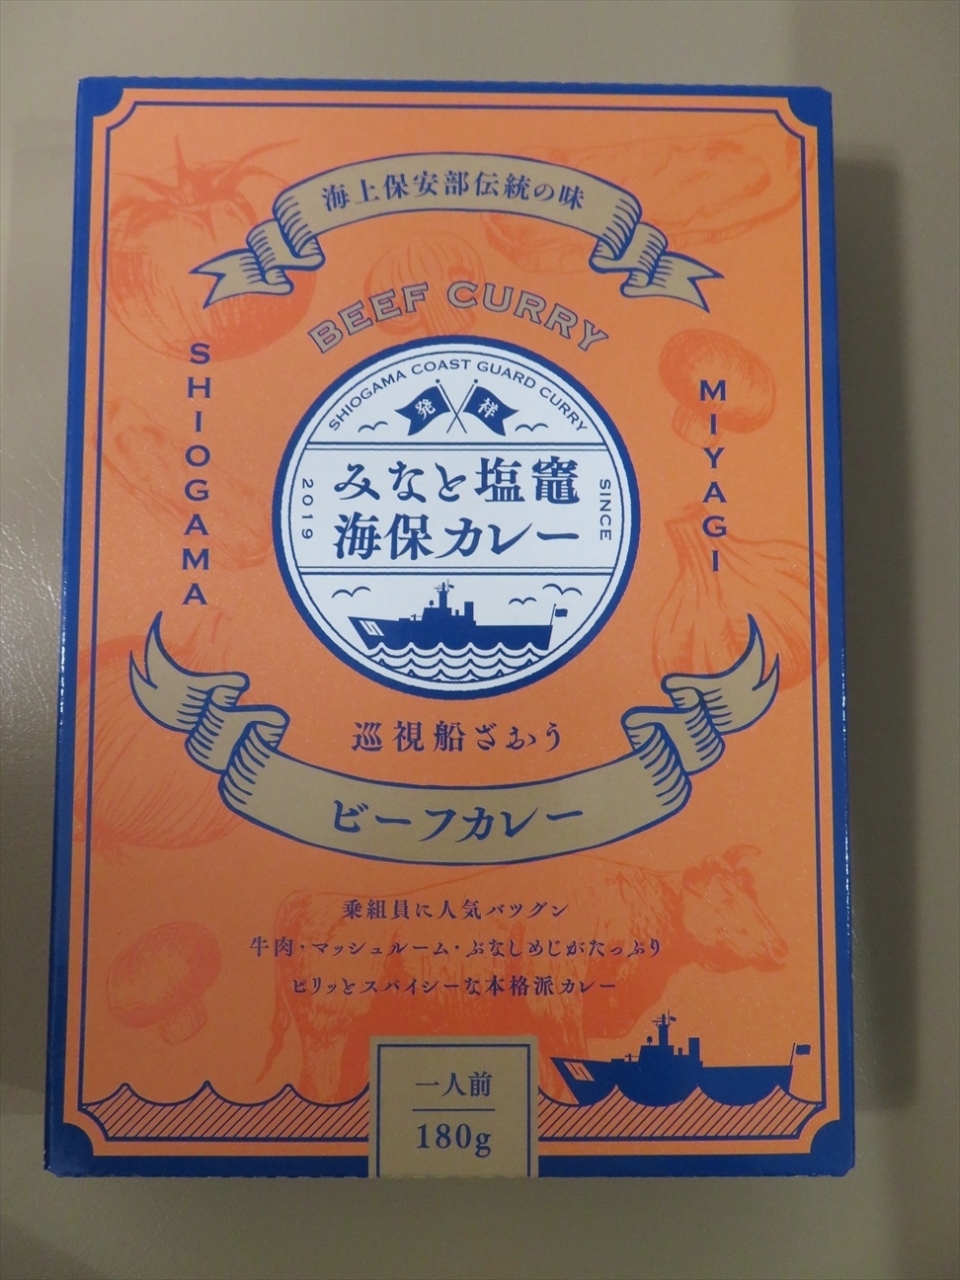 海上保安部伝統の味
BEEF CURRY
SHIOGAMA
MIYAGI
SHIOGAMA COAST GUARD CURRY
発祥
みなと塩竈
海保カレー
2019
SINCE
巡視船ざおう
ビーフカレー
乗組員に人気バツグン
牛肉・マッシュルーム・ぶなしめじがたっぷり
ピリッとスパイシーな本格派カレー
一人前
180g